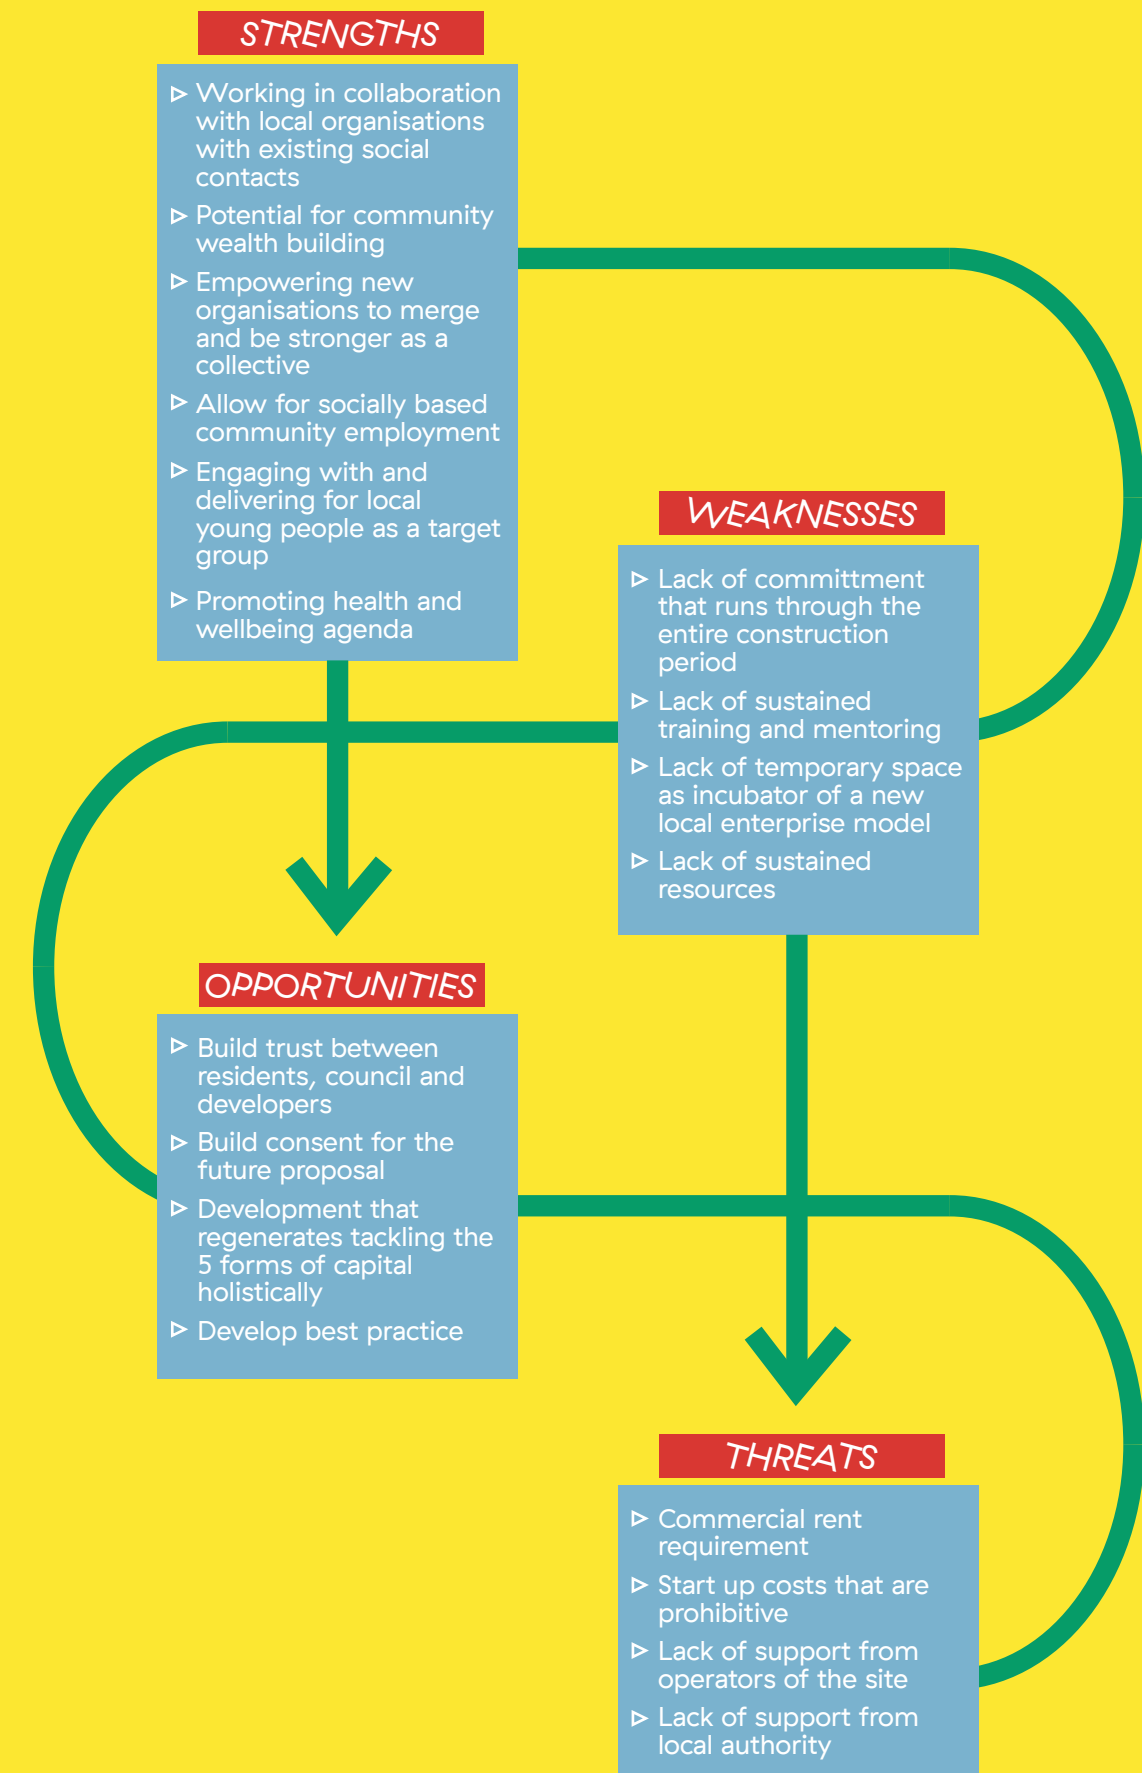 STRENGTHS
Working in collaboration
with local organisations
with existing social
contacts
Potential for community
wealth building
Empowering new
organisations to merge
and be stronger as a
collective
Allow for socially based
community employment
Engaging with and
delivering for local
young people as a target
group
Promoting health and
wellbeing agenda
WEAKNESSES
Lack of committment
that runs through the
entire construction
period
Lack of sustained
training and mentoring
Lack of temporary space
as incubator of a new
local enterprise model
Lack of sustained
resources
OPPORTUNITIES
Build trust between
residents, council and
developers
Build consent for the
future proposal
Development that
regenerates tackling the
5 forms of capital
holistically
Develop best practice
THREATS
Commercial rent
requirement
Start up costs that are
prohibitive
Lack of support from
operators of the site
Lack of support from
local authority